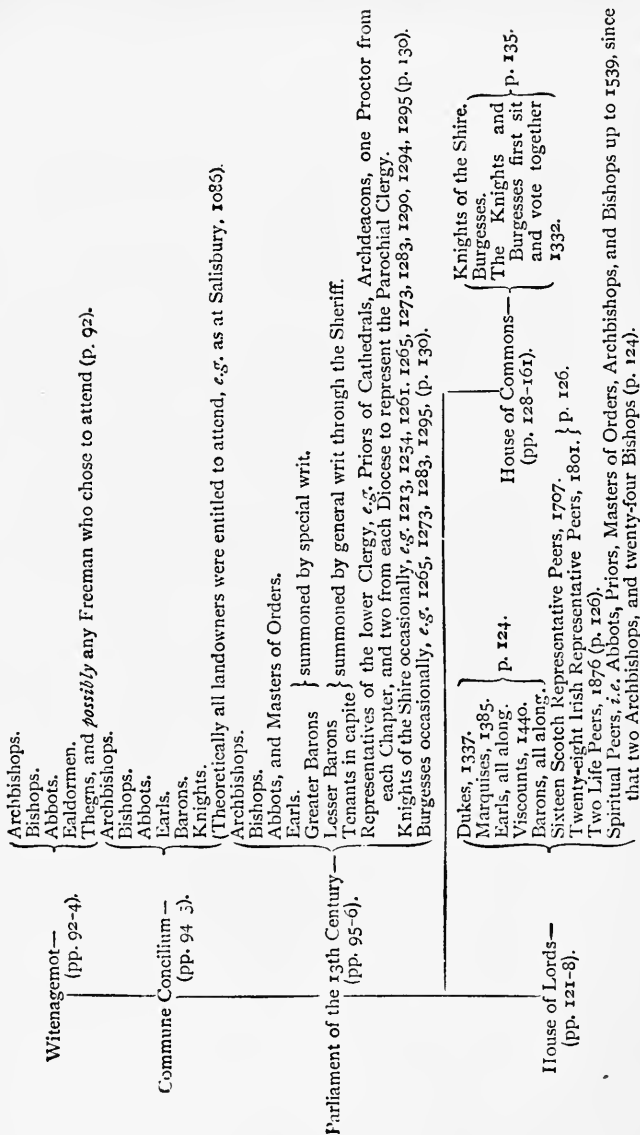 Witenagemot—
(pp. 92-4).
Archbishops.
Bishops.
Abbots.
Ealdormen.
Thegns, and possibly any Freeman who chose to attend (p. 92).
Commune Concilium—
(pp. 94 5).
Archbishops.
Bishops.
Abbots.
Earls.
Barons.
Knights.
(Theoretically all landowners were entitled to attend, e.g. as at Salisbury, 1086).
Parliament of the 13th Century—
(pp. 95-6).
Archbishops.
Bishops.
Abbots, and Masters of Orders.
Earls.
Greater Barons } summoned by special writ.
Lesser Barons
Tenants in capite } summoned by general writ through the Sheriff.
Representatives of the lower Clergy, e.g. Priors of Cathedrals, Archdeacons, one Proctor from
each Chapter, and two from each Diocese to represent the Parochial Clergy.
Knights of the Shire occasionally, e.g. 1213, 1254, 1261, 1265, 1273, 1283, 1290, 1294, 1295 (p. 130).
Burgesses occasionally, e.g. 1265, 1273, 1283, 1295, (p. 130).
House of Lords—
(pp. 121-8).
Dukes, 1337.
Marquises, 1385.
Earls, all along.
Viscounts, 1440.
Barons, all along.
p. 124.
Sixteen Scotch Representative Peers, 1707.
Twenty-eight Irish Representative Peers, 1801. } p. 126.
Two Life Peers, 1876 (p. 126).
Spiritual Peers, i.e. Abbots, Priors, Masters of Orders, Archbishops, and Bishops up to 1539, since
that two Archbishops, and twenty-four Bishops (p. 124).
House of Commons—
(pp. 128-161).
Knights of the Shire.
Burgesses.
The Knights and
Burgesses first sit
and vote together
1332.
p. 135.